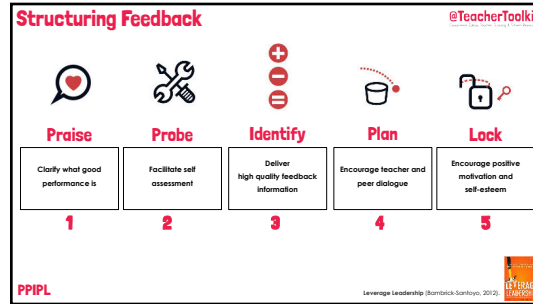 Structuring Feedback
@TeacherToolki
Praise
Probe
Identify
Plan
Lock
Clarify what good
performance is
Facilitate self
assessment
Deliver
high quality feedback
information
Encourage teacher and
peer dialogue
Encourage positive
motivation and
self-esteem
1
2
3
4
5
PPIPL
Leverage Leadership (Bambrick-Santoyo, 2012).
LEVERAGE
LEADERSHIP